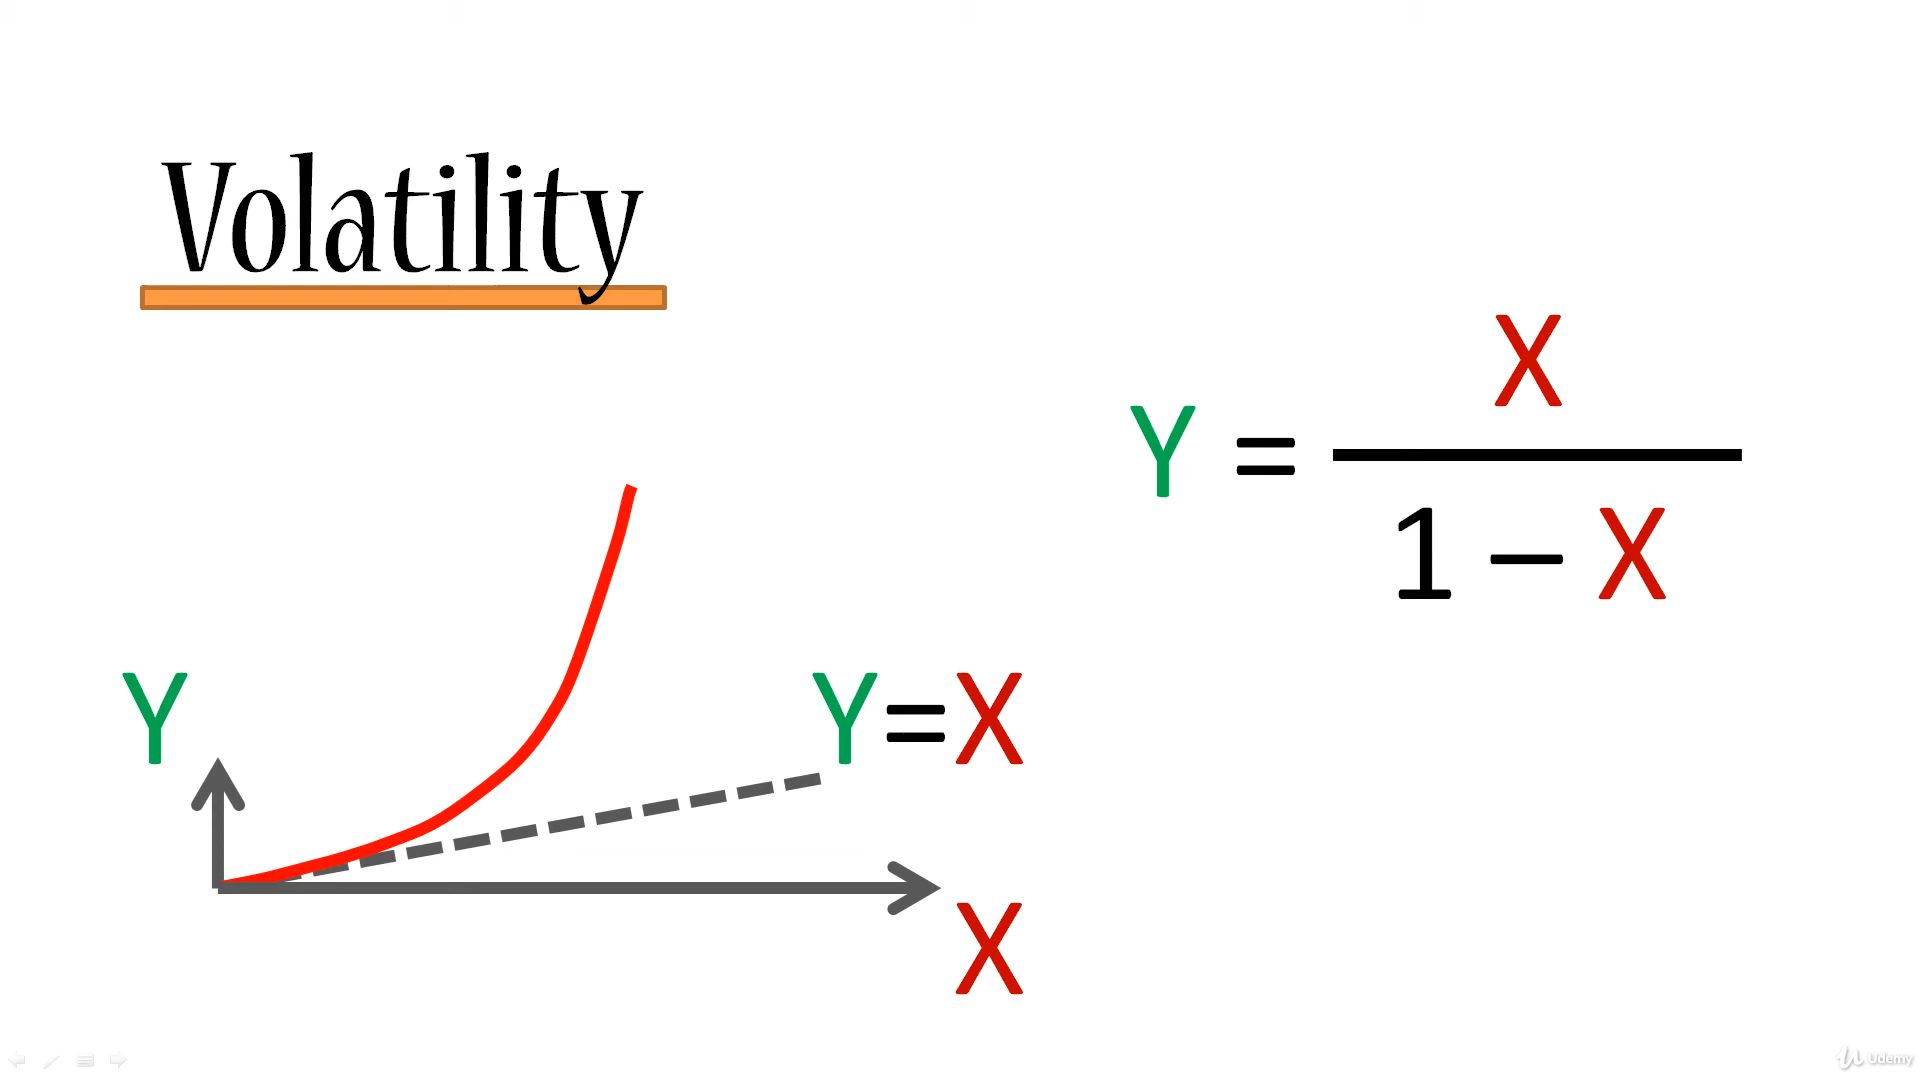 Volatility
Y = X
1 – X
Y
Y=X
X
Udemy